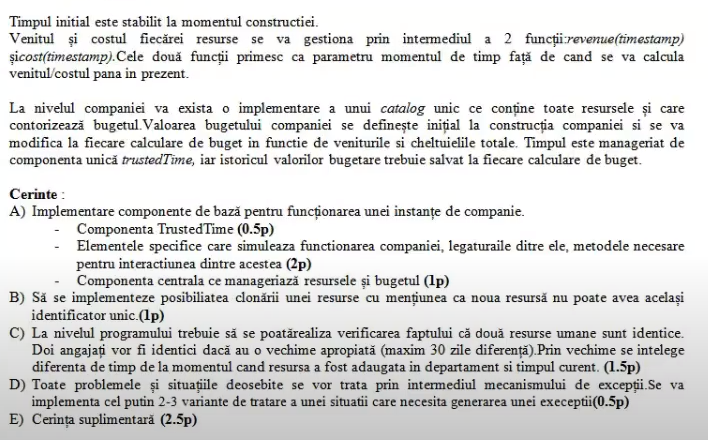 Timpul initial este stabilit la momentul constructiei.
Venitul și costul fiecărei resurse se va gestiona prin intermediul a 2 funcții:revenue(timestamp)
șicost(timestamp).Cele două funcții primesc ca parametru momentul de timp față de cand se va calcula
venitul/costul pana in prezent.
La nivelul companiei va exista o implementare a unui catalog unic ce conține toate resursele și care
contorizează bugetul.Valoarea bugetului companiei se definește inițial la construcția companiei si se va
modifica la fiecare calculare de buget in functie de veniturile si cheltuielile totale. Timpul este manageriat de
componenta unică trustedTime, iar istoricul valorilor bugetare trebuie salvat la fiecare calculare de buget.
Cerinte :
A) Implementare componente de bază pentru funcționarea unei instanțe de companie.
- Componenta TrustedTime (0.5p)
- Elementele specifice care simuleaza functionarea companiei, legaturaile ditre ele, metodele necesare
pentru interactiunea dintre acestea (2p)
- Componenta centrala ce manageriază resursele și bugetul (1p)
B) Să se implementeze posibiliatea clonării unei resurse cu mențiunea ca noua resursă nu poate avea același
identificator unic.(1p)
C) La nivelul programului trebuie să se poatărealiza verificarea faptului că două resurse umane sunt identice.
Doi angajați vor fi identici dacă au o vechime apropiată (maxim 30 zile diferență).Prin vechime se intelege
diferenta de timp de la momentul cand resursa a fost adaugata in departament si timpul curent. (1.5p)
D) Toate problemele și situațiile deosebite se vor trata prin intermediul mecanismului de excepții.Se va
implementa cel putin 2-3 variante de tratare a unei situatii care necesita generarea unei execeptii(0.5p)
E) Cerința suplimentară (2.5p)